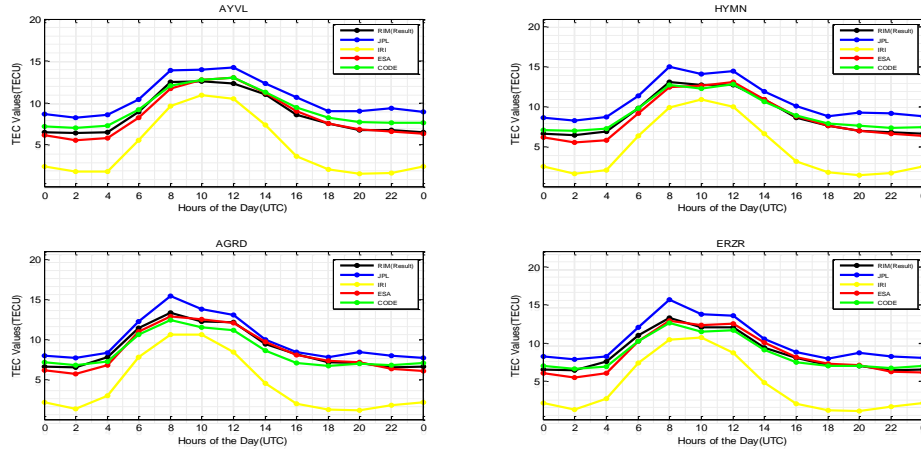 AYVL
20
15
10
5
TEC Values(TECU)
RIM(Result)
JPL
IRI
ESA
CODE
0 2 4 6 8 10 12 14 16 18 20 22 0
Hours of the Day(UTC)
HYMN
20
15
10
5
TEC Values(TECU)
RIM(Result)
JPL
IRI
ESA
CODE
0 2 4 6 8 10 12 14 16 18 20 22 0
Hours of the Day(UTC)
AGRD
20
15
10
5
TEC Values(TECU)
RIM(Result)
JPL
IRI
ESA
CODE
0 2 4 6 8 10 12 14 16 18 20 22 0
Hours of the Day(UTC)
ERZR
20
15
10
5
TEC Values(TECU)
RIM(Result)
JPL
IRI
ESA
CODE
0 2 4 6 8 10 12 14 16 18 20 22 0
Hours of the Day(UTC)